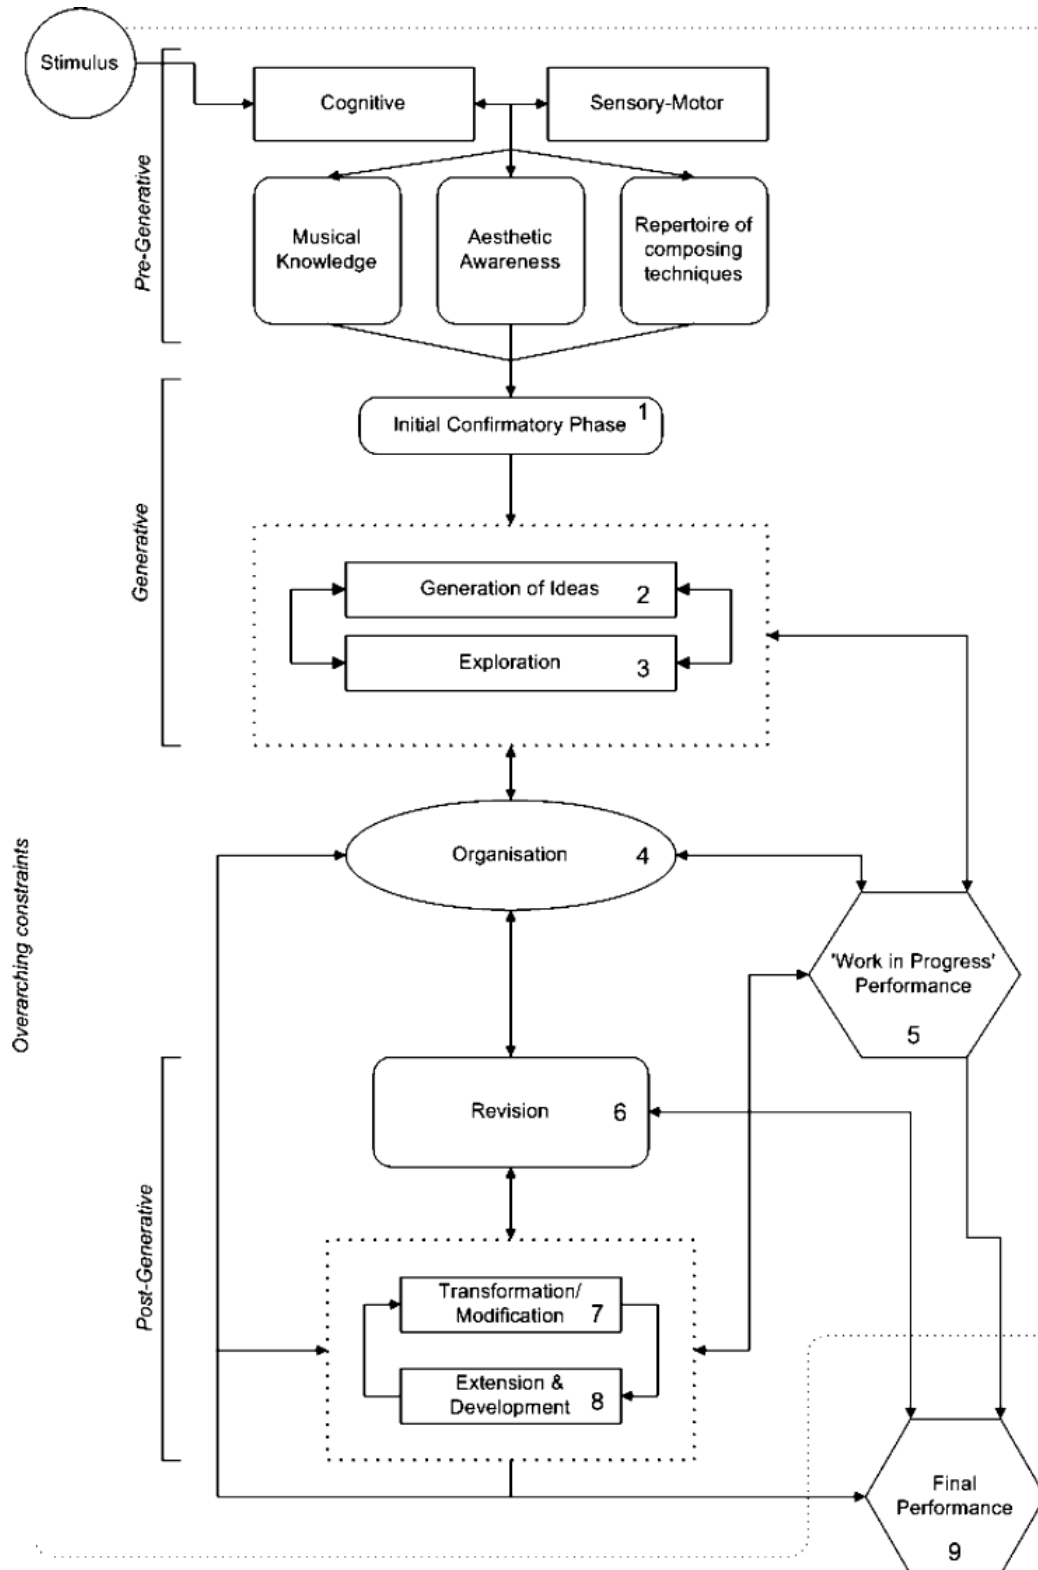 Stimulus
Cognitive
Sensory-Motor
Pre-Generative
Musical
Knowledge
Aesthetic
Awareness
Repertoire of
composing
techniques
Generative
Initial Confirmatory Phase 1
Generation of Ideas 2
Exploration 3
Overarching constraints
Organisation 4
'Work in Progress'
Performance
5
Post-Generative
Revision 6
Transformation/
Modification 7
Extension &
Development 8
Final
Performance
9